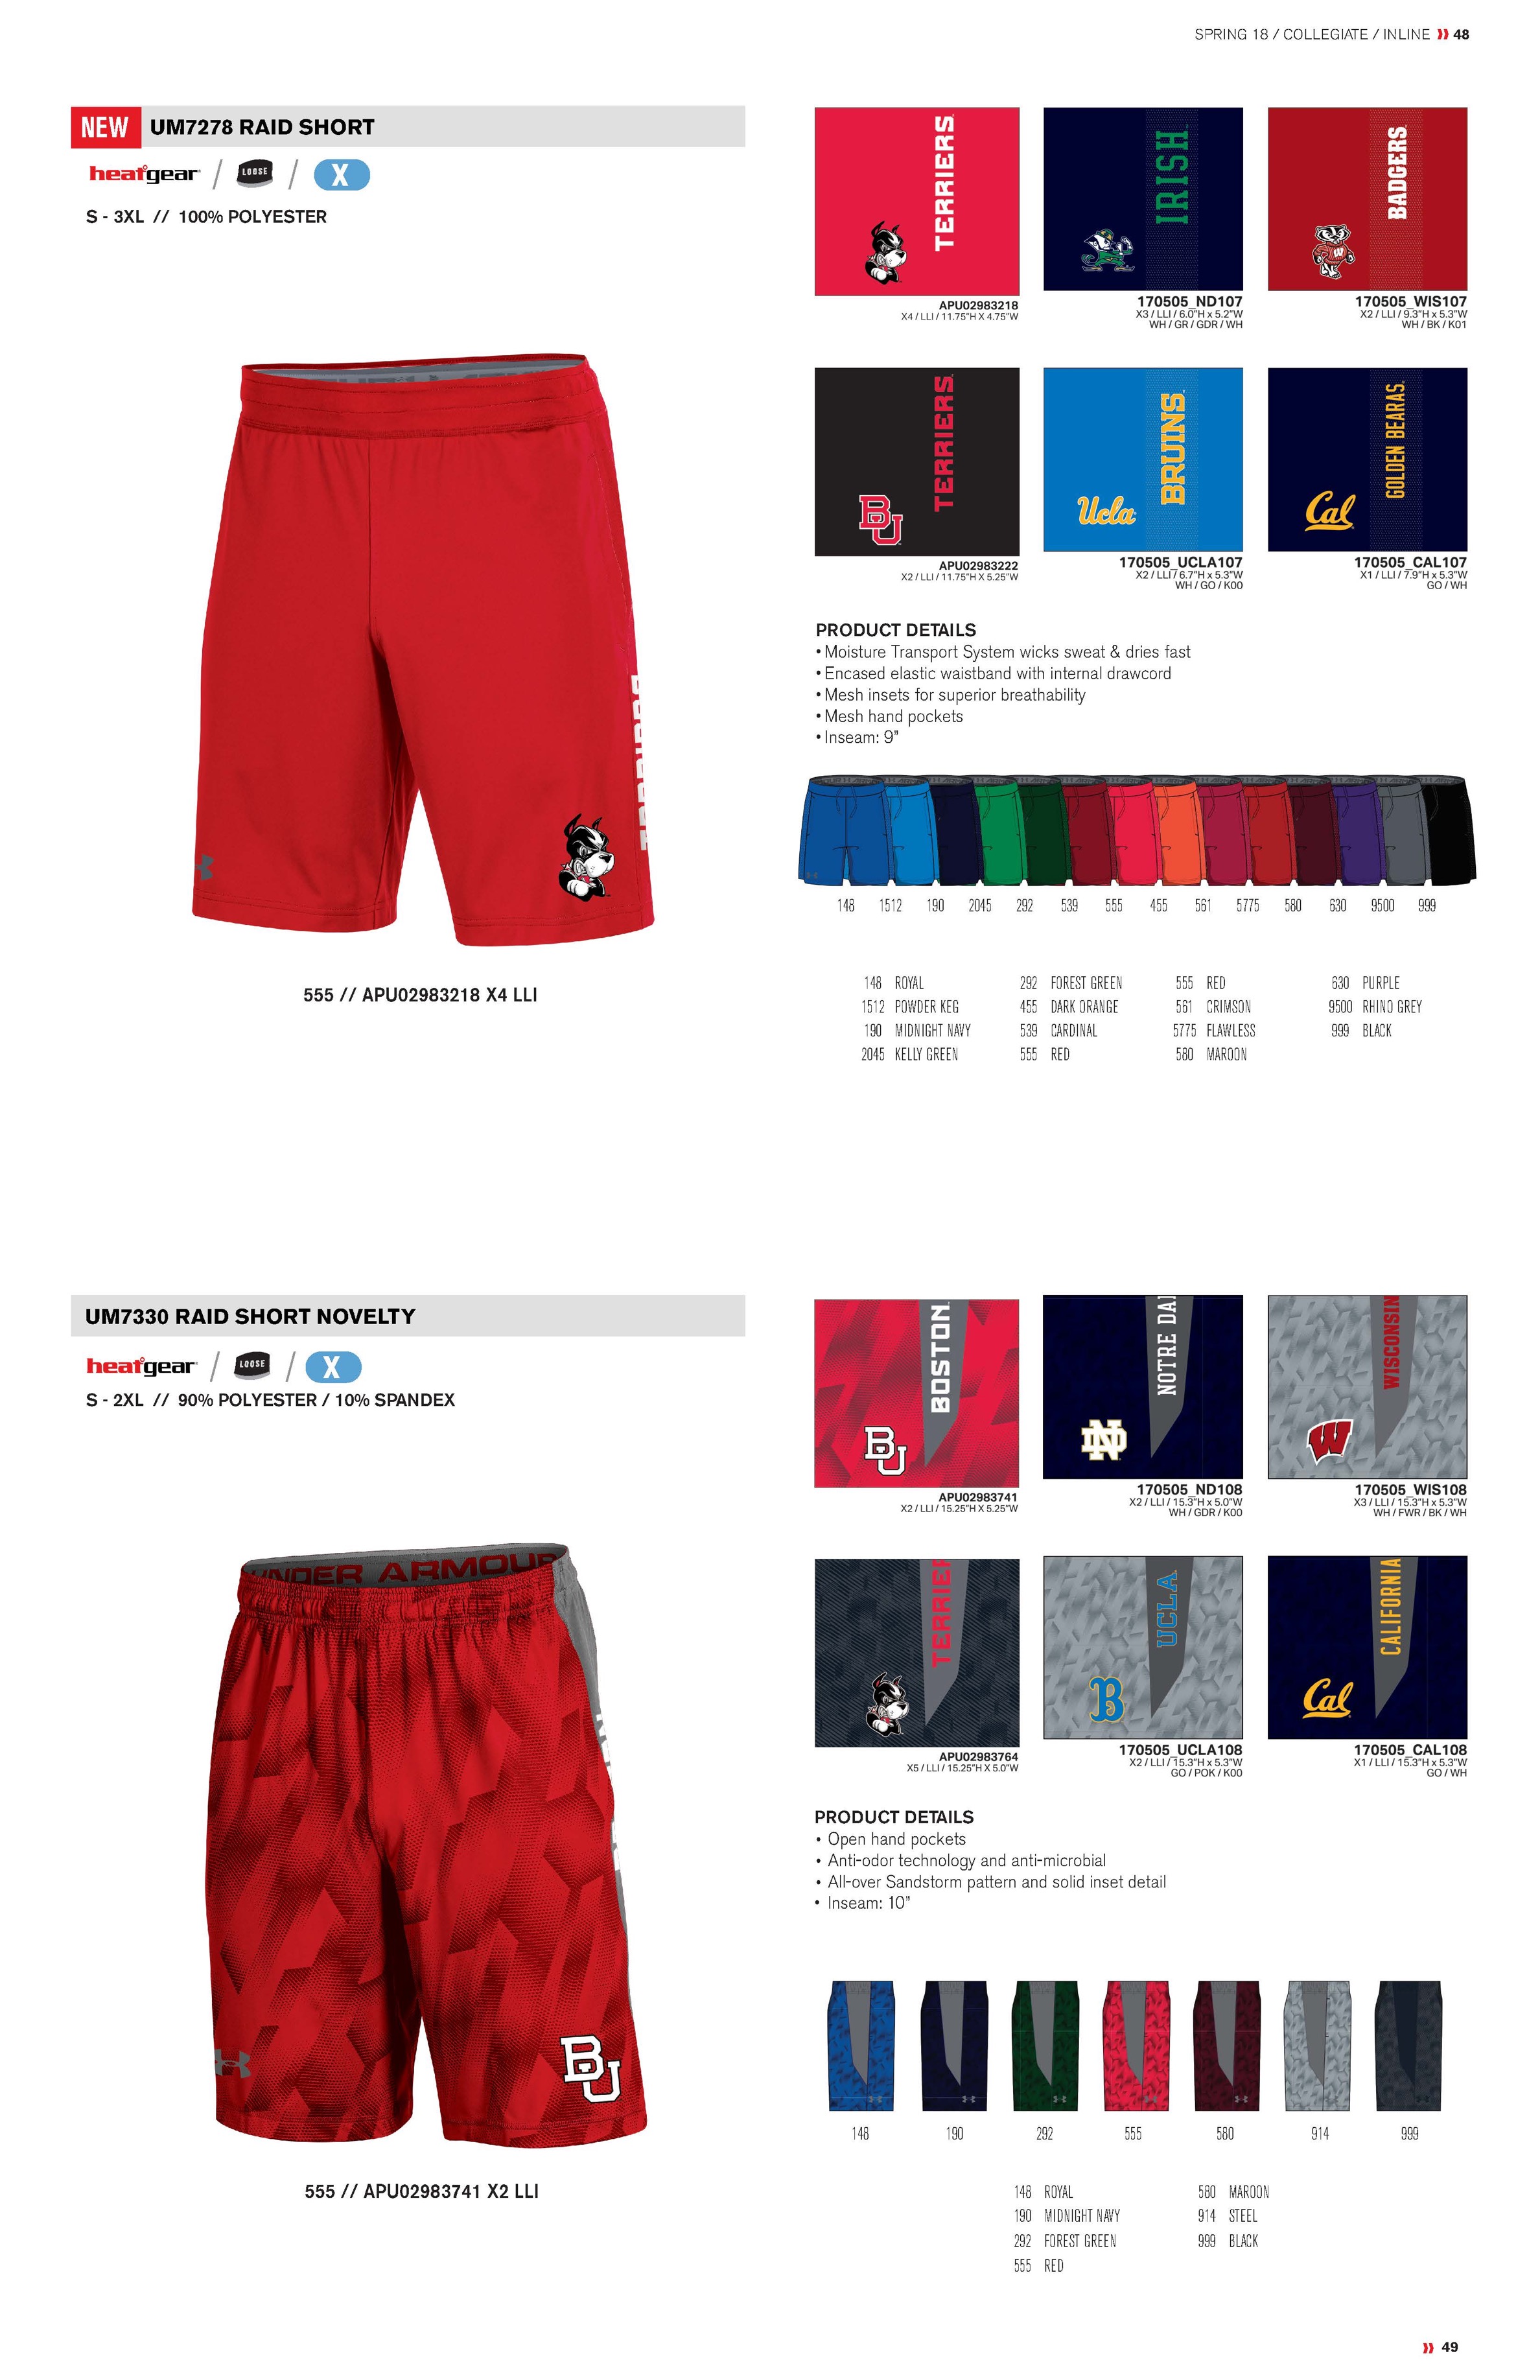 SPRING 18 / COLLEGIATE / INLINE 48
NEW UM7278 RAID SHORT
heatgear / LOOSE / X
S - 3XL // 100% POLYESTER
555 // APU02983218 X4 LLI
TERRIERS
APU02983218
X4 / LLI / 11.75"H X 4.75"W
IRISH
170505_ND107
X3 / LLI / 6.0"H x 5.2"W
WH / GR / GDR / WH
BADGERS
W
170505_WIS107
X2 / LLI / 9.3"H x 5.3"W
WH / BK / K01
TERRIERS
BU
APU02983222
X2 / LLI / 11.75"H X 5.25"W
BRUINS
Ucla
170505_UCLA107
X2 / LLI / 6.7"H x 5.3"W
WH / GO / K00
GOLDEN BEARAS
Cal
170505_CAL107
X1 / LLI / 7.9"H x 5.3"W
GO / WH
PRODUCT DETAILS
• Moisture Transport System wicks sweat & dries fast
• Encased elastic waistband with internal drawcord
• Mesh insets for superior breathability
• Mesh hand pockets
• Inseam: 9"
148 1512 190 2045 292 539 555 455 561 5775 580 630 9500 999
148 ROYAL 292 FOREST GREEN 555 RED 630 PURPLE
1512 POWDER KEG 455 DARK ORANGE 561 CRIMSON 9500 RHINO GREY
190 MIDNIGHT NAVY 539 CARDINAL 5775 FLAWLESS 999 BLACK
2045 KELLY GREEN 555 RED 580 MAROON
UM7330 RAID SHORT NOVELTY
heatgear / LOOSE / X
S - 2XL // 90% POLYESTER / 10% SPANDEX
UNDER ARMOUR
BU
555 // APU02983741 X2 LLI
BOSTON
BU
APU02983741
X2 / LLI / 15.25"H X 5.25"W
NOTRE DA
ND
170505_ND108
X2 / LLI / 15.3"H x 5.0"W
WH / GDR / K00
WISCONSIN
W
170505_WIS108
X3 / LLI / 15.3"H x 5.3"W
WH / FWR / BK / WH
TERRIER
APU02983764
X5 / LLI / 15.25"H X 5.0"W
UCLA
B
170505_UCLA108
X2 / LLI / 15.3"H x 5.3"W
GO / POK / K00
CALIFORNIA
Cal
170505_CAL108
X1 / LLI / 15.3"H x 5.3"W
GO / WH
PRODUCT DETAILS
• Open hand pockets
• Anti-odor technology and anti-microbial
• All-over Sandstorm pattern and solid inset detail
• Inseam: 10"
148 190 292 555 580 914 999
148 ROYAL 580 MAROON
190 MIDNIGHT NAVY 914 STEEL
292 FOREST GREEN 999 BLACK
555 RED
49